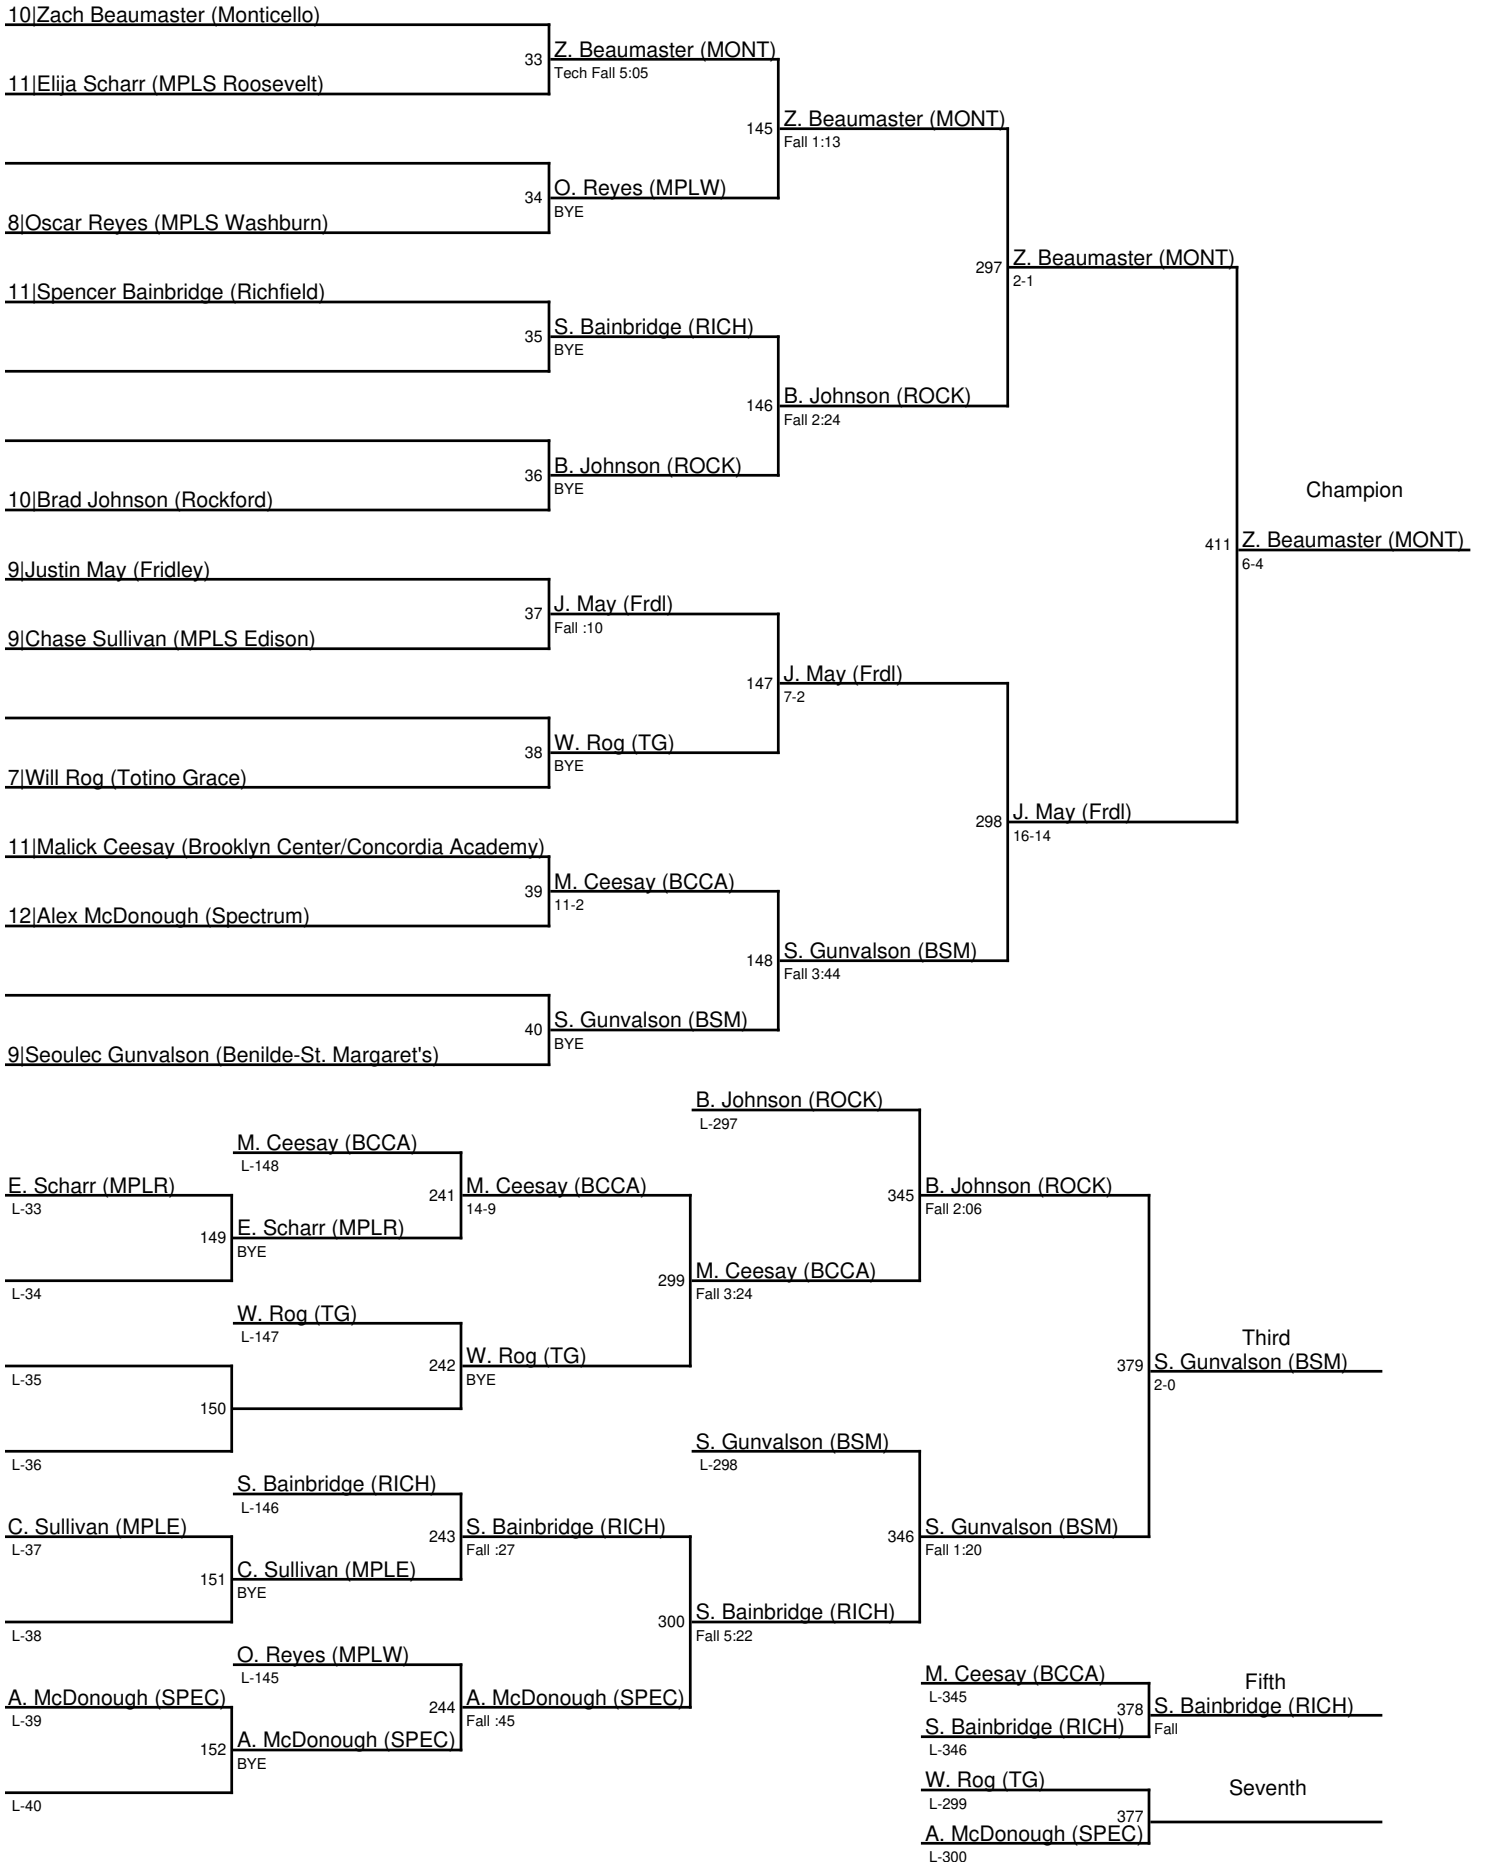 10|Zach Beaumaster (Monticello)
33
Z. Beaumaster (MONT)
Tech Fall 5:05
11|Elija Scharr (MPLS Roosevelt)
145
Z. Beaumaster (MONT)
Fall 1:13
34
O. Reyes (MPLW)
BYE
8|Oscar Reyes (MPLS Washburn)
297
Z. Beaumaster (MONT)
2-1
11|Spencer Bainbridge (Richfield)
35
S. Bainbridge (RICH)
BYE
146
B. Johnson (ROCK)
Fall 2:24
36
B. Johnson (ROCK)
BYE
10|Brad Johnson (Rockford)
Champion
411
Z. Beaumaster (MONT)
6-4
9|Justin May (Fridley)
37
J. May (Frdl)
Fall :10
9|Chase Sullivan (MPLS Edison)
147
J. May (Frdl)
7-2
38
W. Rog (TG)
BYE
7|Will Rog (Totino Grace)
298
J. May (Frdl)
16-14
11|Malick Ceesay (Brooklyn Center/Concordia Academy)
39
M. Ceesay (BCCA)
11-2
12|Alex McDonough (Spectrum)
148
S. Gunvalson (BSM)
Fall 3:44
40
S. Gunvalson (BSM)
BYE
9|Seoulec Gunvalson (Benilde-St. Margaret's)
B. Johnson (ROCK)
L-297
M. Ceesay (BCCA)
L-148
E. Scharr (MPLR)
L-33
241
M. Ceesay (BCCA)
14-9
345
B. Johnson (ROCK)
Fall 2:06
149
E. Scharr (MPLR)
BYE
L-34
299
M. Ceesay (BCCA)
Fall 3:24
W. Rog (TG)
L-147
L-35
242
W. Rog (TG)
BYE
Third
379
S. Gunvalson (BSM)
2-0
150
L-36
S. Gunvalson (BSM)
L-298
S. Bainbridge (RICH)
L-146
C. Sullivan (MPLE)
L-37
243
S. Bainbridge (RICH)
Fall :27
346
S. Gunvalson (BSM)
Fall 1:20
151
C. Sullivan (MPLE)
BYE
L-38
300
S. Bainbridge (RICH)
Fall 5:22
O. Reyes (MPLW)
L-145
A. McDonough (SPEC)
L-39
244
A. McDonough (SPEC)
Fall :45
152
A. McDonough (SPEC)
BYE
L-40
M. Ceesay (BCCA)
L-345
Fifth
378
S. Bainbridge (RICH)
Fall
S. Bainbridge (RICH)
L-346
W. Rog (TG)
L-299
Seventh
377
A. McDonough (SPEC)
L-300